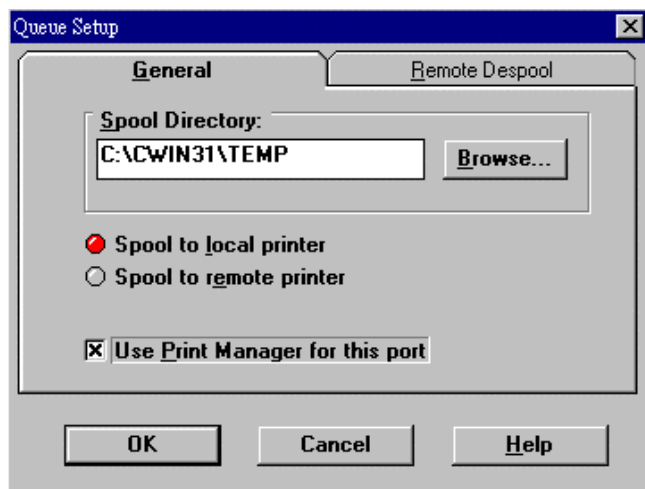 Queue Setup
General
Remote Despool
Spool Directory:
C:\CWIN31\TEMP
Browse...
Spool to local printer
Spool to remote printer
Use Print Manager for this port
OK
Cancel
Help